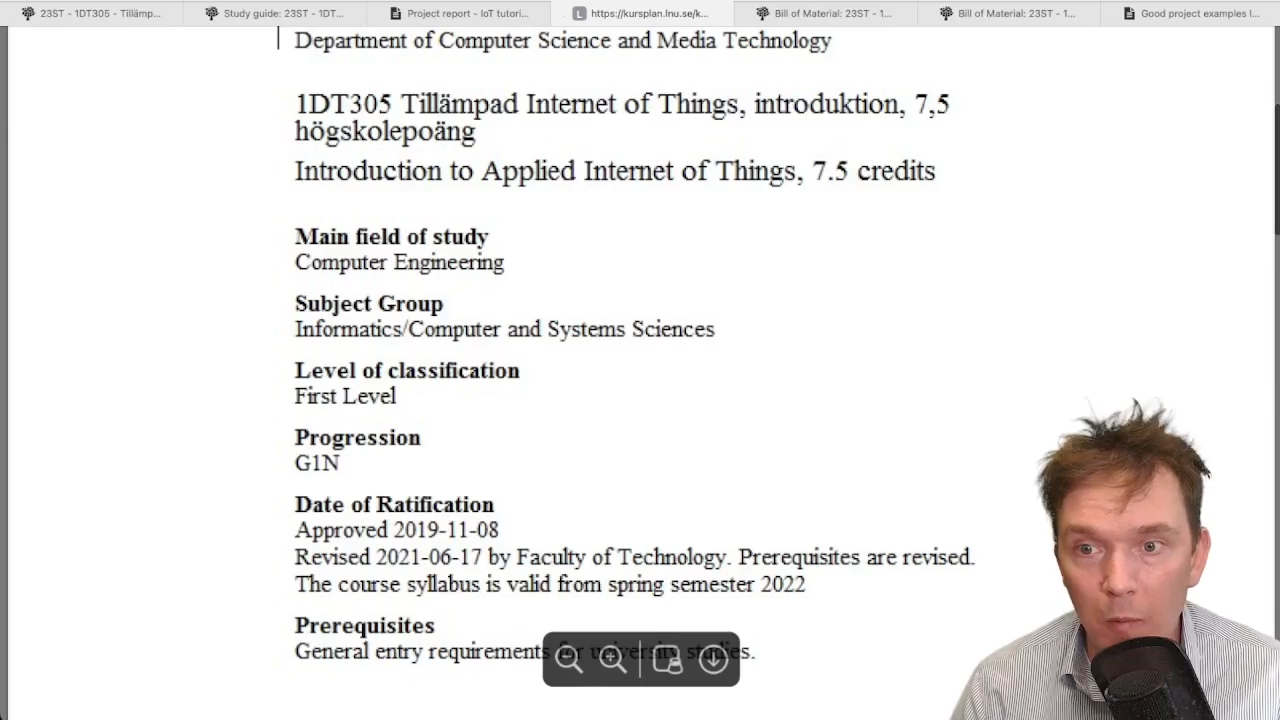 23ST - 1DT305 - Tillämp...
Study guide: 23ST - 1DT...
Project report - IoT tutori...
L https://kursplan.lnu.se/k...
Bill of Material: 23ST - 1...
Bill of Material: 23ST - 1...
Good project examples I...
Department of Computer Science and Media Technology
1DT305 Tillämpad Internet of Things, introduktion, 7,5
högskolepoäng
Introduction to Applied Internet of Things, 7.5 credits
Main field of study
Computer Engineering
Subject Group
Informatics/Computer and Systems Sciences
Level of classification
First Level
Progression
G1N
Date of Ratification
Approved 2019-11-08
Revised 2021-06-17 by Faculty of Technology. Prerequisites are revised.
The course syllabus is valid from spring semester 2022
Prerequisites
General entry requirements for university studies.